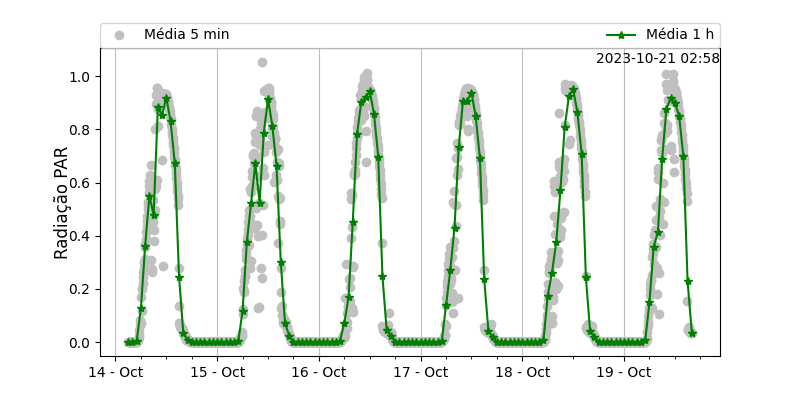 Média 5 min
Média 1 h
2023-10-21 02:58
Radiação PAR
1.0
0.8
0.6
0.4
0.2
0.0
14 - Oct
15 - Oct
16 - Oct
17 - Oct
18 - Oct
19 - Oct